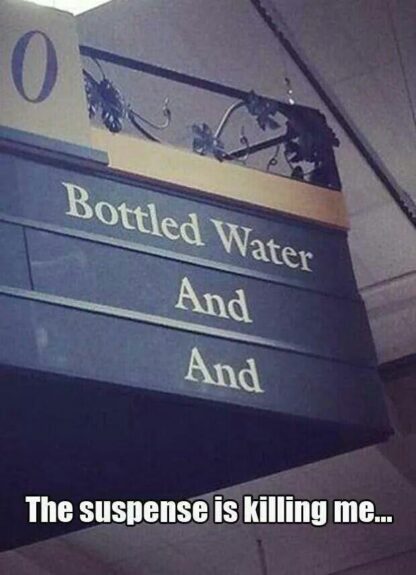 0
Bottled Water
And
And
The suspense is killing me...